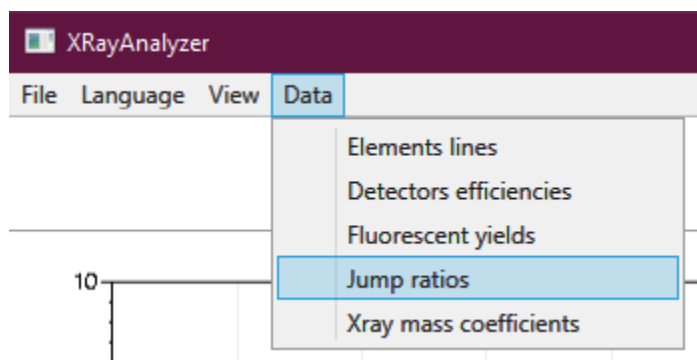 XRayAnalyzer
File Language View Data
Elements lines
Detectors efficiencies
Fluorescent yields
Jump ratios
Xray mass coefficients
10